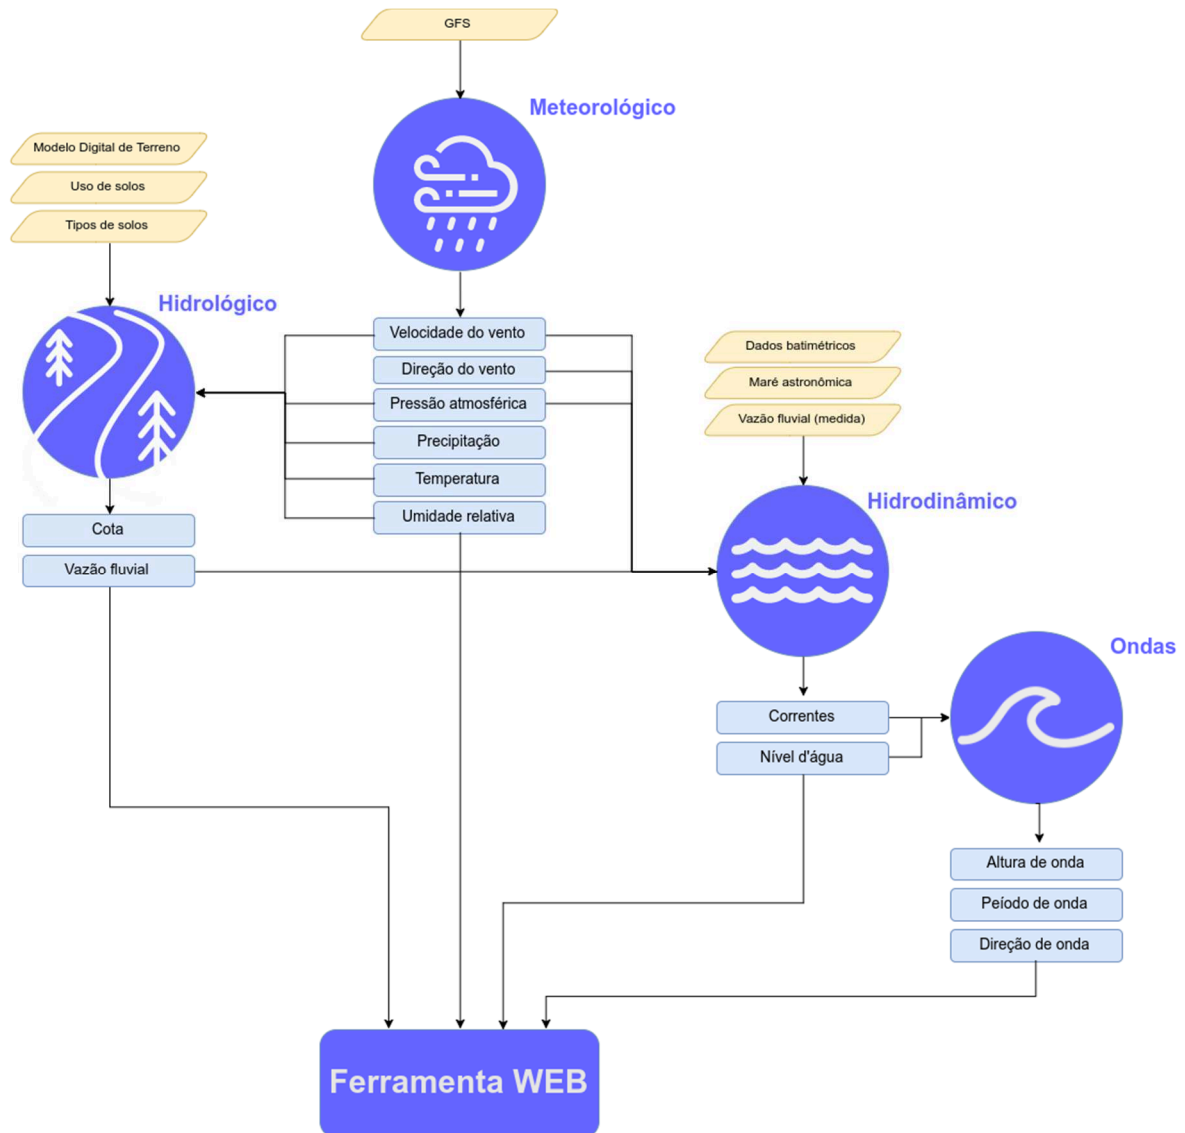 GFS
Meteorológico
Modelo Digital de Terreno
Uso de solos
Tipos de solos
Hidrológico
Velocidade do vento
Direção do vento
Pressão atmosférica
Precipitação
Temperatura
Umidade relativa
Dados batimétricos
Maré astronômica
Vazão fluvial (medida)
Hidrodinâmico
Cota
Vazão fluvial
Ondas
Correntes
Nível d'água
Altura de onda
Peíodo de onda
Direção de onda
Ferramenta WEB